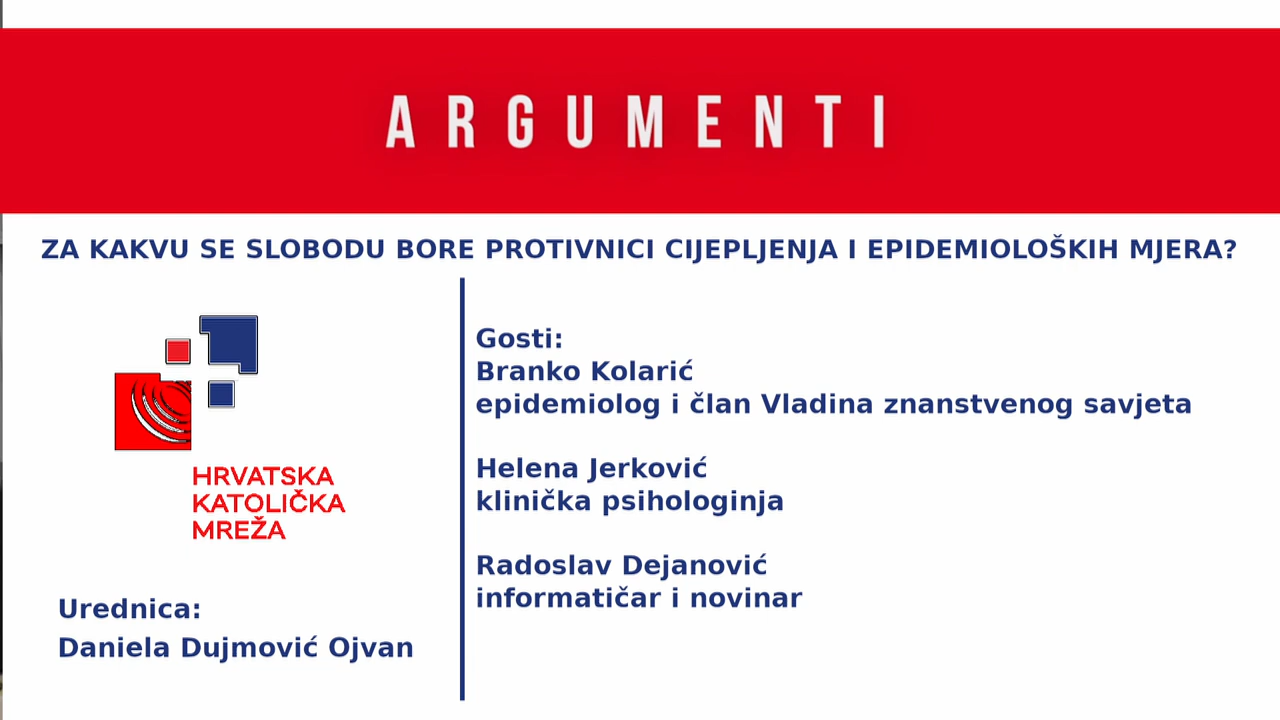 ARGUMENTI
ZA KAKVU SE SLOBODU BORE PROTIVNICI CIJEPLJENJA I EPIDEMIOLOŠKIH MJERA?
HRVATSKA
KATOLIČKA
MREŽA
Urednica:
Daniela Dujmović Ojvan
Gosti:
Branko Kolarić
epidemiolog i član Vladina znanstvenog savjeta
Helena Jerković
klinička psihologinja
Radoslav Dejanović
informatičar i novinar